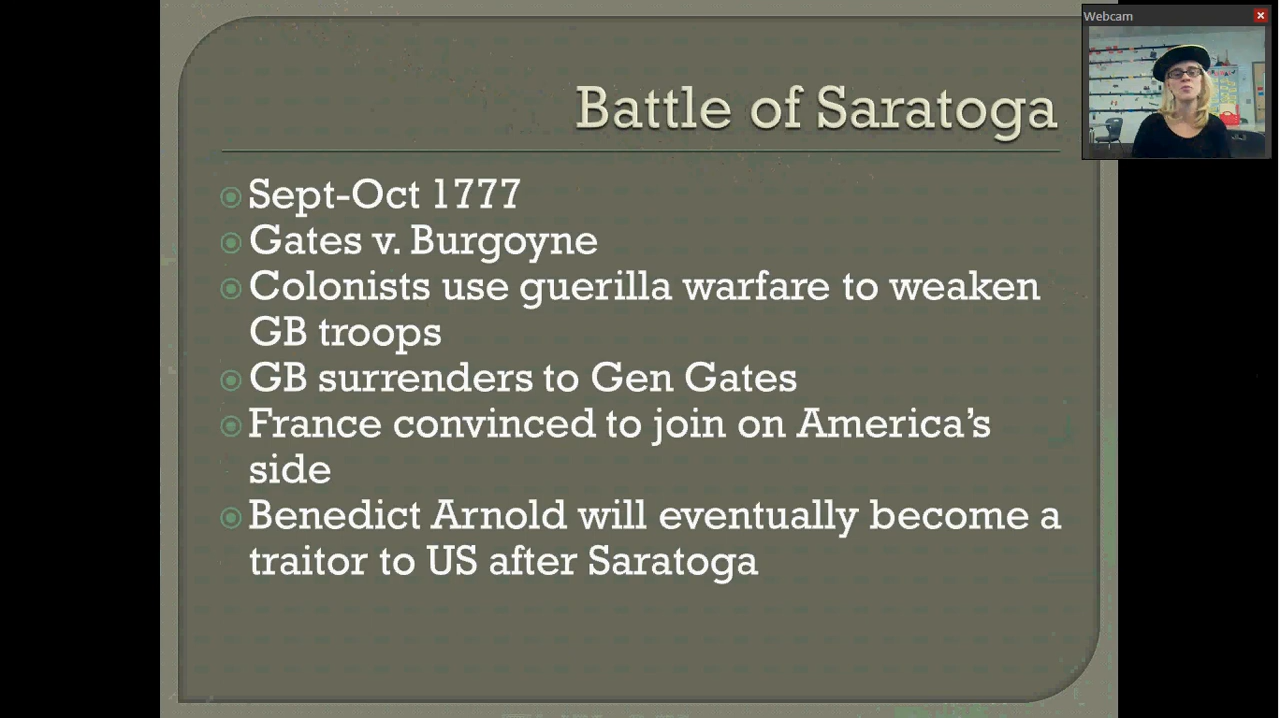 Webcam
Battle of Saratoga
Sept-Oct 1777
Gates v. Burgoyne
Colonists use guerilla warfare to weaken
GB troops
GB surrenders to Gen Gates
France convinced to join on America’s
side
Benedict Arnold will eventually become a
traitor to US after Saratoga